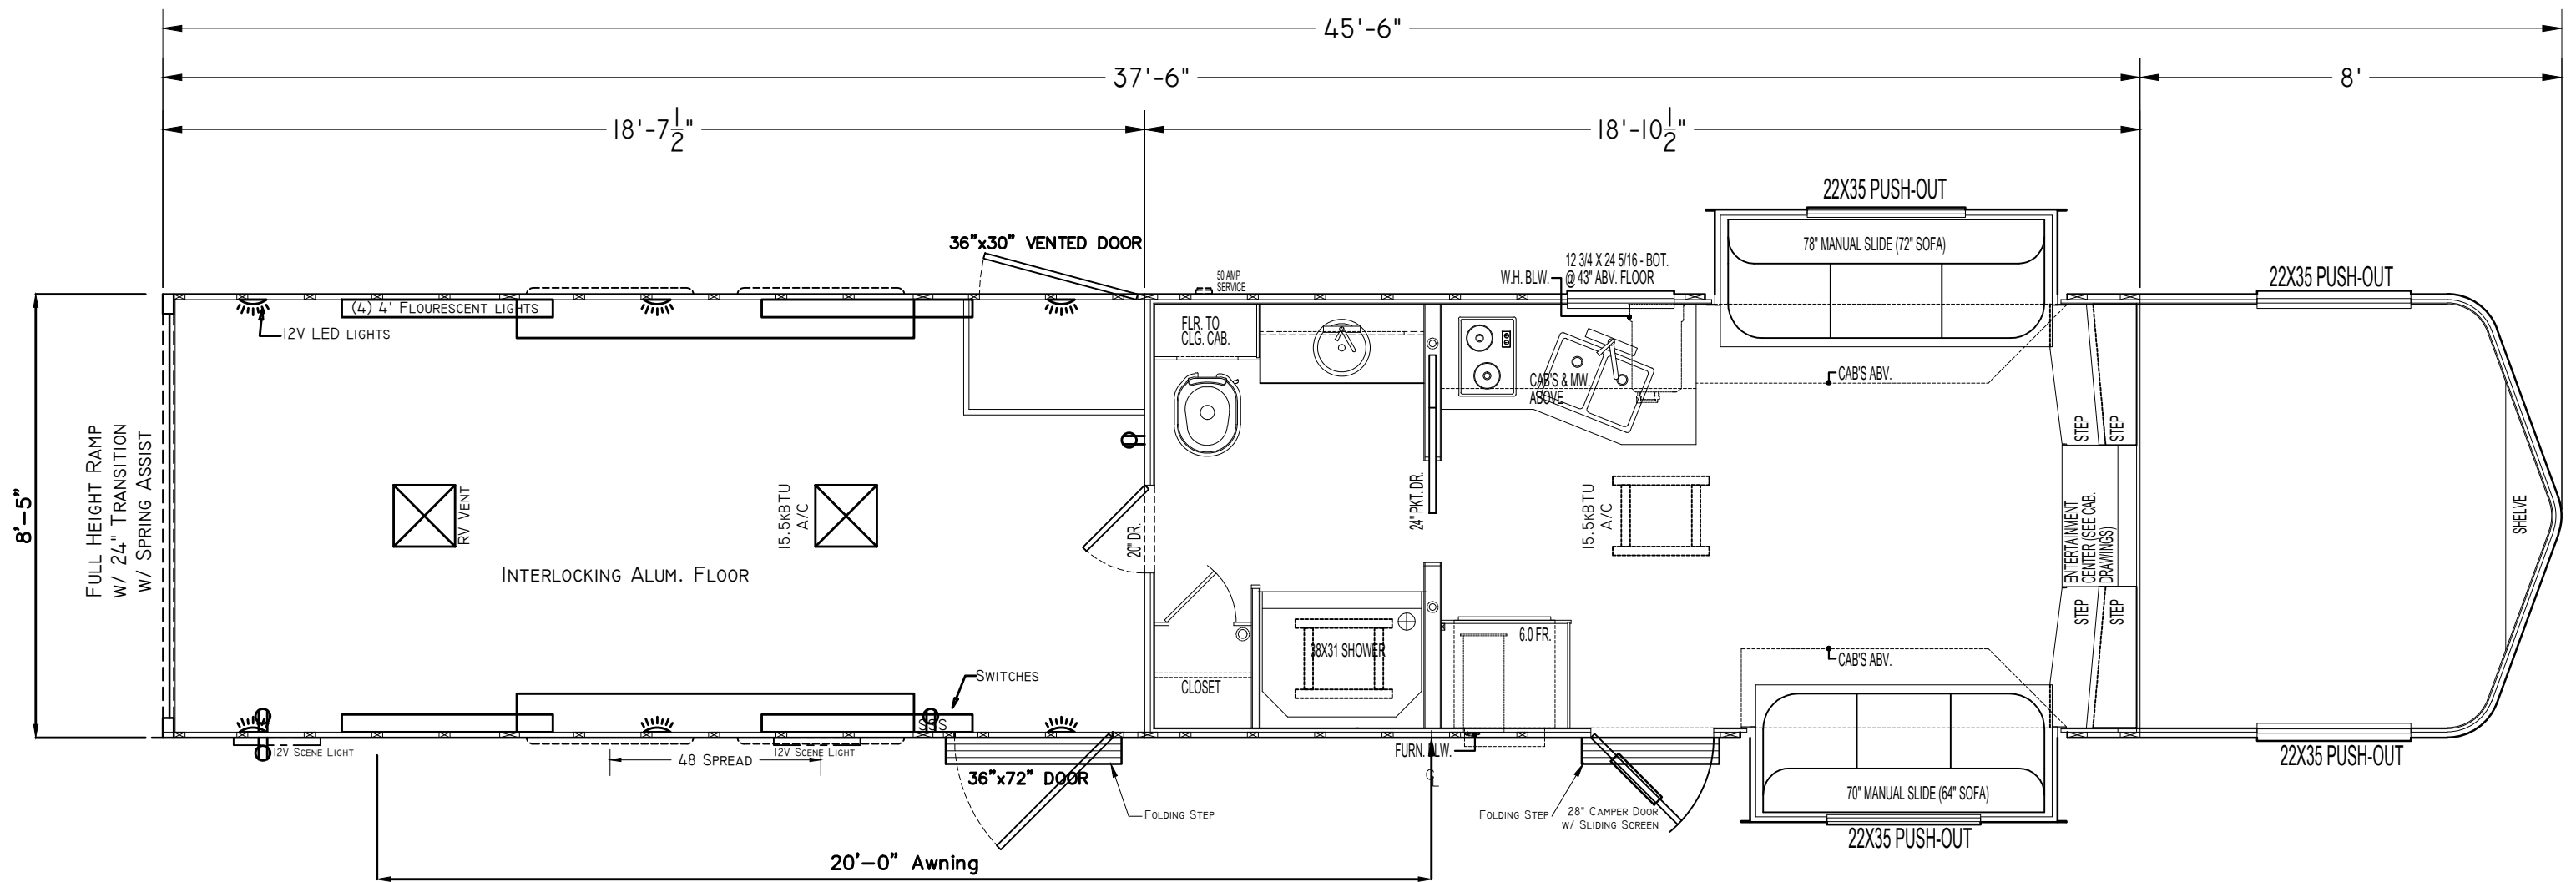 45'-6"
37'-6"
8'
18'-7 1/2"
18'-10 1/2"
22X35 PUSH-OUT
36"x30" VENTED DOOR
50 AMP
SERVICE
W.H. BLW.
12 3/4 X 24 5/16 - BOT.
@ 43" ABV. FLOOR
78" MANUAL SLIDE (72" SOFA)
22X35 PUSH-OUT
(4) 4' FLOURESCENT LIGHTS
12V LED LIGHTS
FLR. TO
CLG. CAB.
CAB'S & MW.
ABOVE
CAB'S ABV.
STEP
STEP
8'-5"
FULL HEIGHT RAMP
W/ 24" TRANSITION
W/ SPRING ASSIST
RV VENT
15.5KBTU
A/C
INTERLOCKING ALUM. FLOOR
20" DR.
24" PKT. DR.
15.5KBTU
A/C
ENTERTAINMENT
CENTER (SEE CAB.
DRAWINGS)
SHELVE
STEP
STEP
38X31 SHOWER
6.0 FR.
CLOSET
CAB'S ABV.
SWITCHES
SSS
12V SCENE LIGHT
12V SCENE LIGHT
48 SPREAD
36"x72" DOOR
FOLDING STEP
FURN. BLW.
CL
FOLDING STEP
28" CAMPER DOOR
W/ SLIDING SCREEN
70" MANUAL SLIDE (64" SOFA)
22X35 PUSH-OUT
22X35 PUSH-OUT
20'-0" Awning